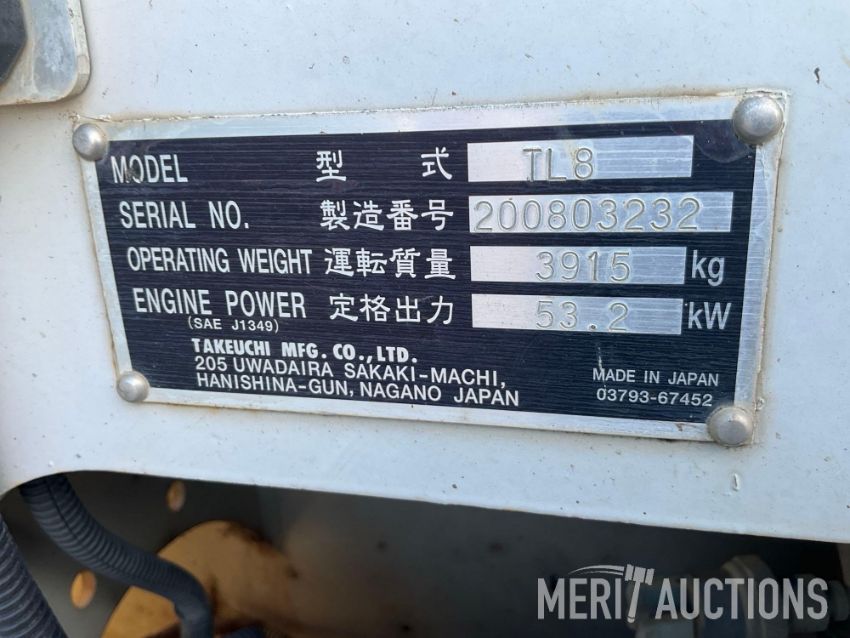 MODEL 型式 TL8
SERIAL NO. 製造番号 200803232
OPERATING WEIGHT 運転質量 3915 kg
ENGINE POWER 定格出力 53.2 kW
(SAE J1349)
TAKEUCHI MFG. CO.,LTD.
205 UWADAIRA SAKAKI-MACHI,
HANISHINA-GUN, NAGANO JAPAN
MADE IN JAPAN
03793-67452
MERIT AUCTIONS